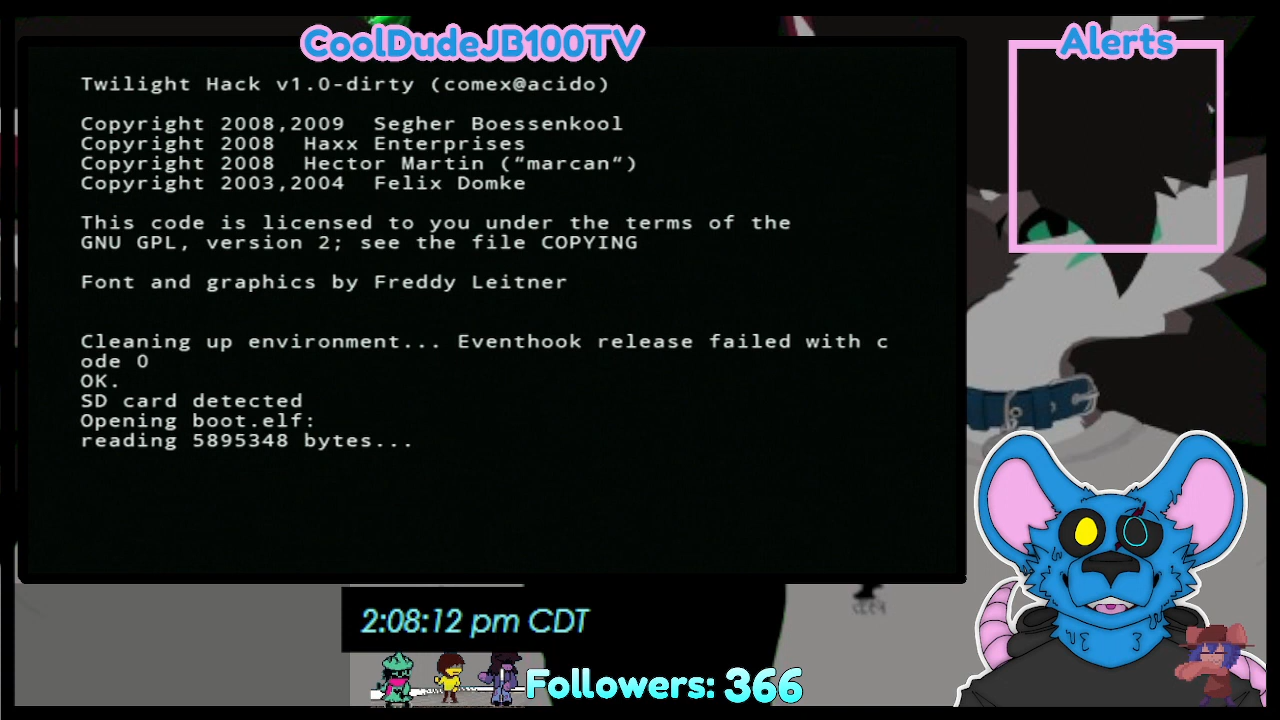 CoolDudeJB100TV
Alerts
Twilight Hack v1.0-dirty (comex@acido)
Copyright 2008,2009 Segher Boessenkool
Copyright 2008 Haxx Enterprises
Copyright 2008 Hector Martin ("marcan")
Copyright 2003,2004 Felix Domke
This code is licensed to you under the terms of the
GNU GPL, version 2; see the file COPYING
Font and graphics by Freddy Leitner
Cleaning up environment... Eventhook release failed with c
ode 0
OK.
SD card detected
Opening boot.elf:
reading 5895348 bytes...
2:08:12 pm CDT
Followers: 366